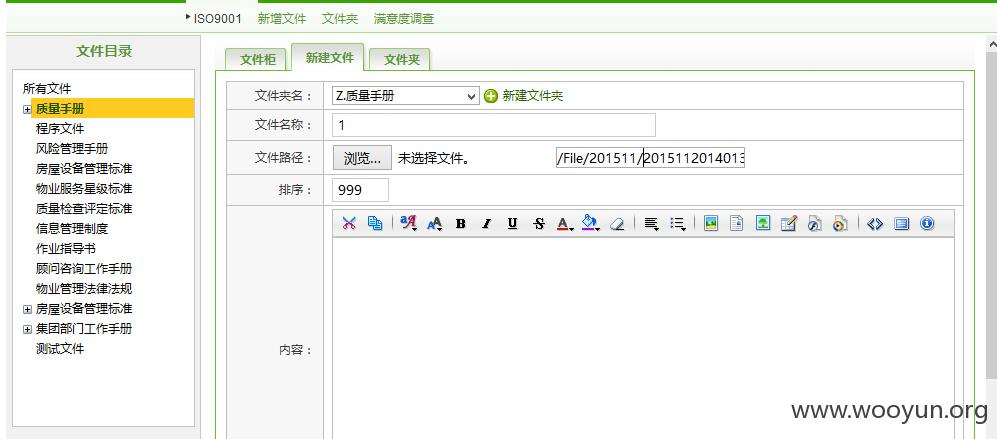 ISO9001 新增文件 文件夹 满意度调查
文件目录
所有文件
质量手册
程序文件
风险管理手册
房屋设备管理标准
物业服务星级标准
质量检查评定标准
信息管理制度
作业指导书
顾问咨询工作手册
物业管理法律法规
房屋设备管理标准
集团部门工作手册
测试文件
文件柜 新建文件 文件夹
文件夹名： Z.质量手册 新建文件夹
文件名称： 1
文件路径： 浏览... 未选择文件。 /File/201511/2015112014013
排序： 999
内容：
www.wooyun.org